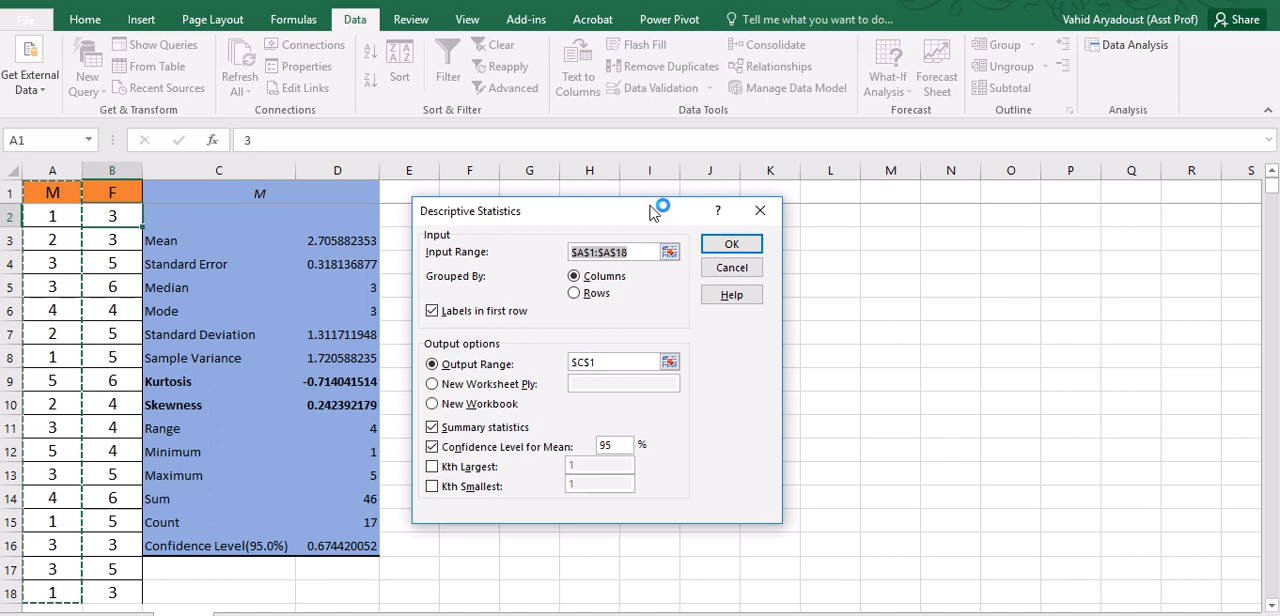 File Home Insert Page Layout Formulas Data Review View Add-ins Acrobat Power Pivot Tell me what you want to do... Vahid Aryadoust (Asst Prof) Share
Get External Data
New Query
Show Queries
From Table
Recent Sources
Get & Transform
Refresh All
Connections
Properties
Edit Links
Connections
Sort
Filter
Clear
Reapply
Advanced
Sort & Filter
Text to Columns
Flash Fill
Remove Duplicates
Data Validation
Consolidate
Relationships
Manage Data Model
Data Tools
What-If Analysis
Forecast Sheet
Forecast
Group
Ungroup
Subtotal
Outline
Data Analysis
Analysis
A1 fx 3
A B C D E F G H I J K L M N O P Q R S
1 M F M
2 1 3
3 2 3 Mean 2.705882353
4 3 5 Standard Error 0.318136877
5 3 6 Median 3
6 4 4 Mode 3
7 2 5 Standard Deviation 1.311711948
8 1 5 Sample Variance 1.720588235
9 5 6 Kurtosis -0.714041514
10 2 4 Skewness 0.242392179
11 3 4 Range 4
12 5 4 Minimum 1
13 3 5 Maximum 5
14 4 6 Sum 46
15 1 5 Count 17
16 3 3 Confidence Level(95.0%) 0.674420052
17 3 5
18 1 3
Descriptive Statistics ?
Input
Input Range: $A$1:$A$18 OK
Grouped By: Columns Cancel
Rows Help
Labels in first row
Output options
Output Range: $C$1
New Worksheet Ply:
New Workbook
Summary statistics
Confidence Level for Mean: 95 %
Kth Largest: 1
Kth Smallest: 1